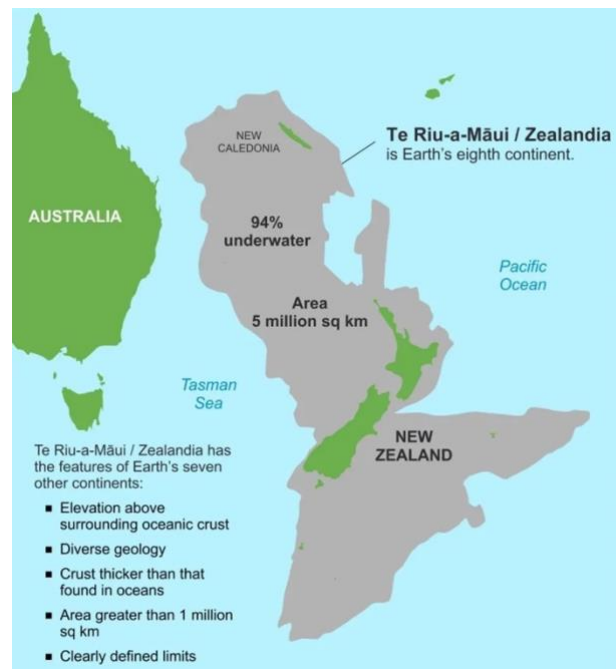 NEW
CALEDONIA
Te Riu-a-Māui / Zealandia
is Earth's eighth continent.
AUSTRALIA
94%
underwater
Pacific
Ocean
Area
5 million sq km
Tasman
Sea
NEW
ZEALAND
Te Riu-a-Māui / Zealandia has
the features of Earth's seven
other continents:
▪ Elevation above
surrounding oceanic crust
▪ Diverse geology
▪ Crust thicker than that
found in oceans
▪ Area greater than 1 million
sq km
▪ Clearly defined limits